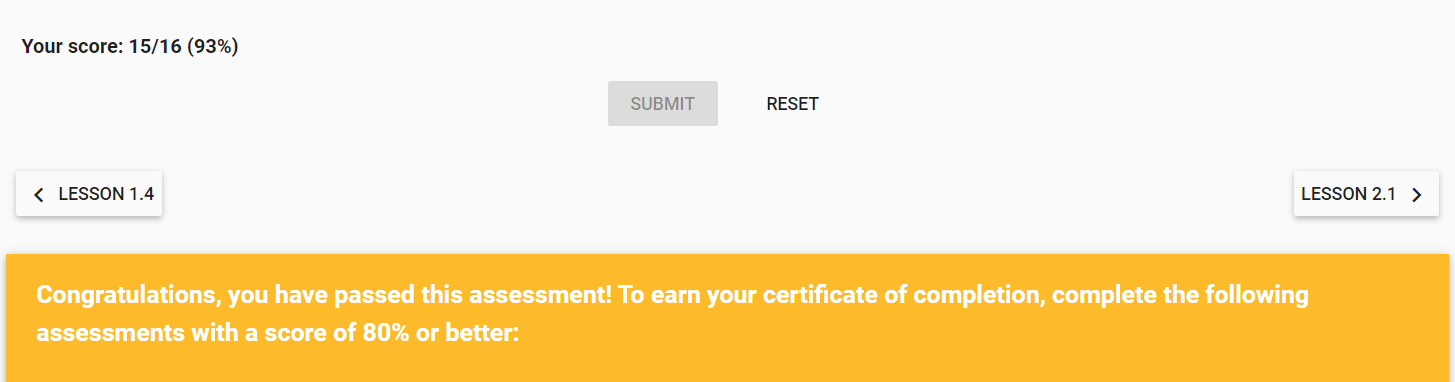 Your score: 15/16 (93%)
SUBMIT
RESET
LESSON 1.4
LESSON 2.1
Congratulations, you have passed this assessment! To earn your certificate of completion, complete the following
assessments with a score of 80% or better: